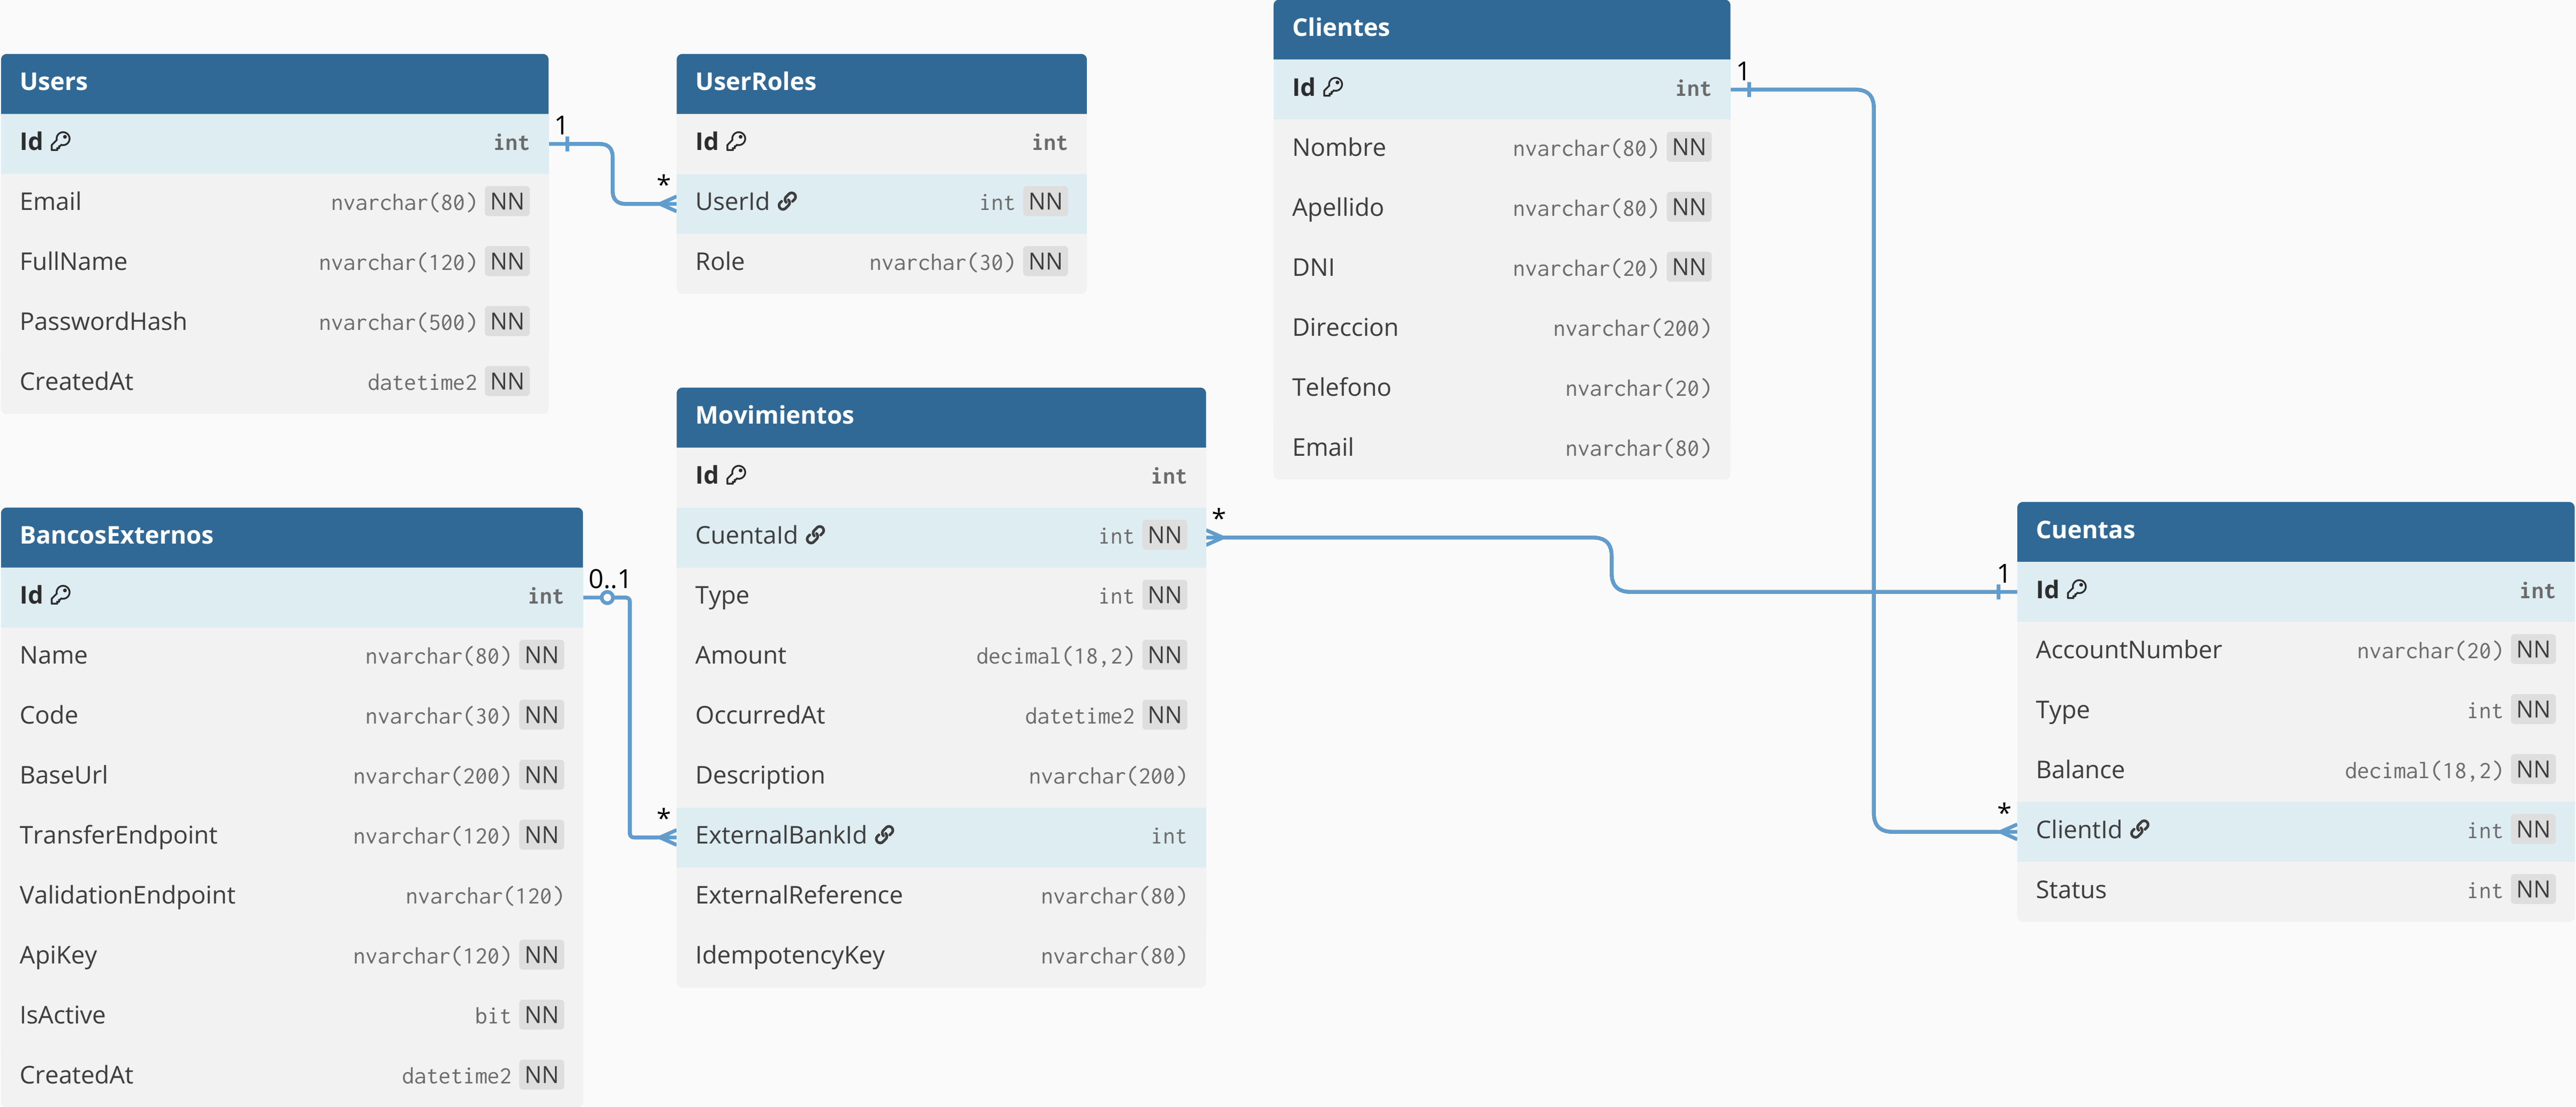 Users
Id int
Email nvarchar(80) NN
FullName nvarchar(120) NN
PasswordHash nvarchar(500) NN
CreatedAt datetime2 NN
1
*
UserRoles
Id int
UserId int NN
Role nvarchar(30) NN
Clientes
Id int
Nombre nvarchar(80) NN
Apellido nvarchar(80) NN
DNI nvarchar(20) NN
Direccion nvarchar(200)
Telefono nvarchar(20)
Email nvarchar(80)
1
*
BancosExternos
Id int
Name nvarchar(80) NN
Code nvarchar(30) NN
BaseUrl nvarchar(200) NN
TransferEndpoint nvarchar(120) NN
ValidationEndpoint nvarchar(120)
ApiKey nvarchar(120) NN
IsActive bit NN
CreatedAt datetime2 NN
0..1
*
Movimientos
Id int
CuentaId int NN
Type int NN
Amount decimal(18,2) NN
OccurredAt datetime2 NN
Description nvarchar(200)
ExternalBankId int
ExternalReference nvarchar(80)
IdempotencyKey nvarchar(80)
*
1
Cuentas
Id int
AccountNumber nvarchar(20) NN
Type int NN
Balance decimal(18,2) NN
ClientId int NN
Status int NN